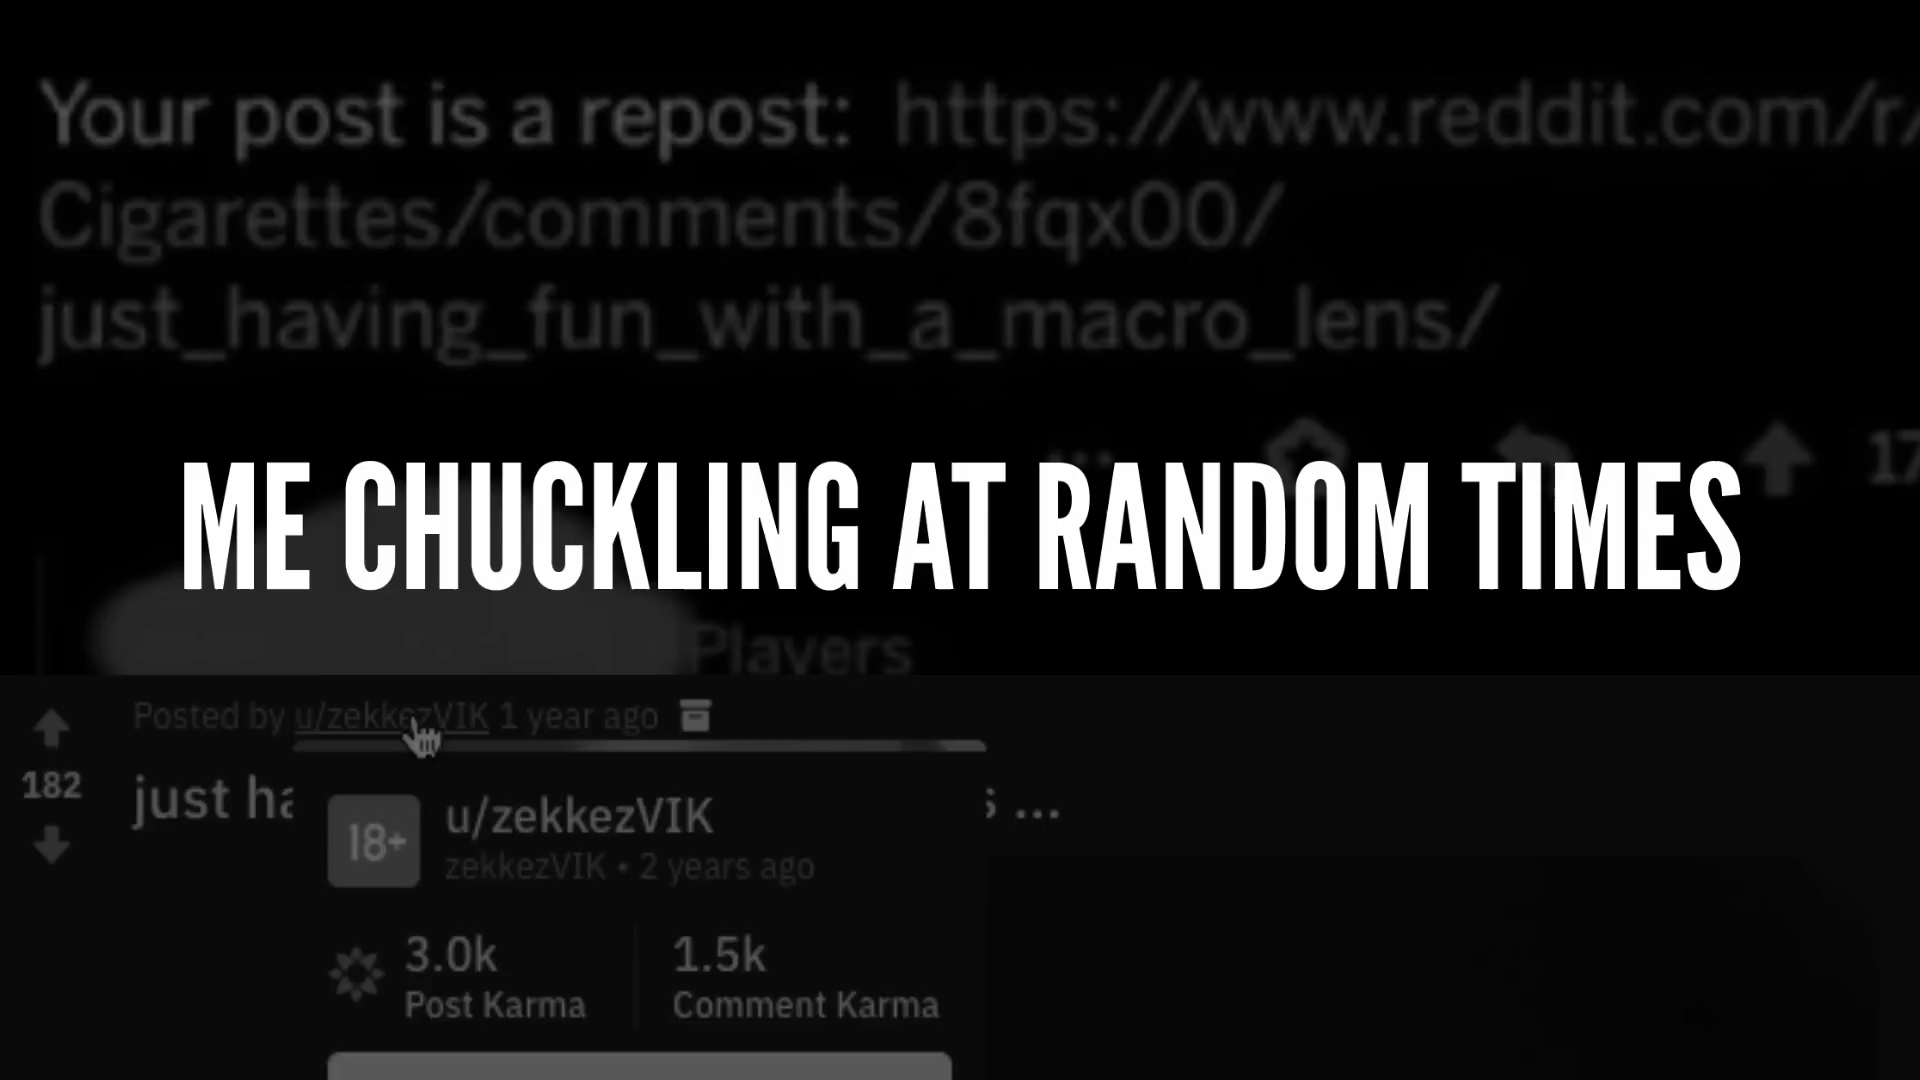 Your post is a repost: https://www.reddit.com/r/
Cigarettes/comments/8fqx00/
just_having_fun_with_a_macro_lens/
17
ME CHUCKLING AT RANDOM TIMES
Players
Posted by u/zekkezVIK 1 year ago
182
just ha
s ...
18+
u/zekkezVIK
zekkezVIK • 2 years ago
3.0k
1.5k
Post Karma
Comment Karma